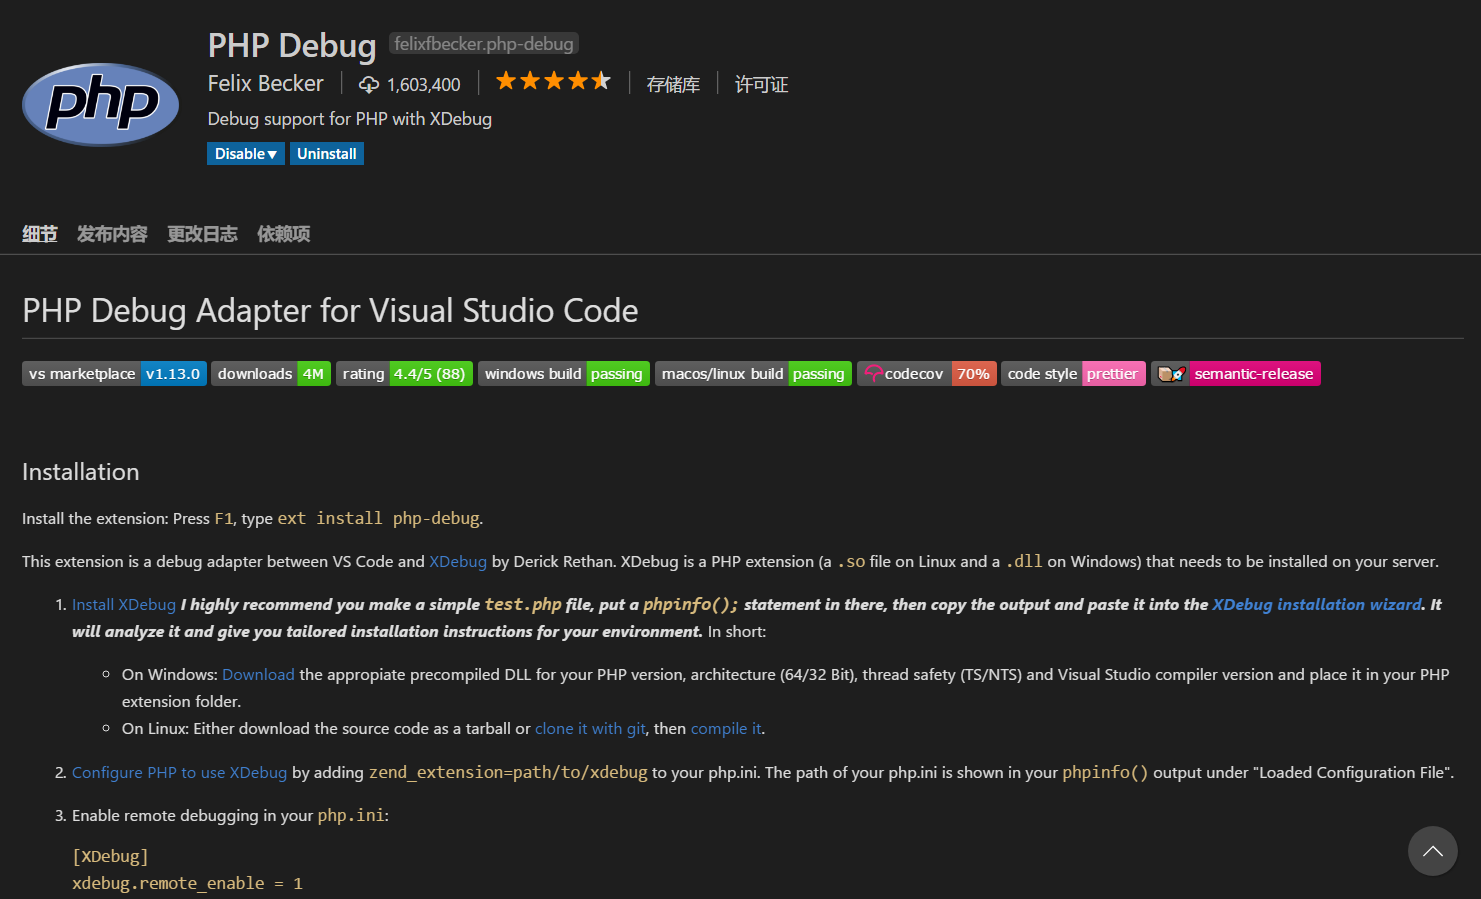 php
PHP Debug felixfbecker.php-debug
Felix Becker 1,603,400 存储库 许可证
Debug support for PHP with XDebug
Disable▼ Uninstall
细节 发布内容 更改日志 依赖项
PHP Debug Adapter for Visual Studio Code
vs marketplace v1.13.0 downloads 4M rating 4.4/5 (88) windows build passing macos/linux build passing codecov 70% code style prettier semantic-release
Installation
Install the extension: Press F1, type ext install php-debug.
This extension is a debug adapter between VS Code and XDebug by Derick Rethan. XDebug is a PHP extension (a .so file on Linux and a .dll on Windows) that needs to be installed on your server.
1. Install XDebug I highly recommend you make a simple test.php file, put a phpinfo(); statement in there, then copy the output and paste it into the XDebug installation wizard. It
will analyze it and give you tailored installation instructions for your environment. In short:
◦ On Windows: Download the appropiate precompiled DLL for your PHP version, architecture (64/32 Bit), thread safety (TS/NTS) and Visual Studio compiler version and place it in your PHP
extension folder.
◦ On Linux: Either download the source code as a tarball or clone it with git, then compile it.
2. Configure PHP to use XDebug by adding zend_extension=path/to/xdebug to your php.ini. The path of your php.ini is shown in your phpinfo() output under "Loaded Configuration File".
3. Enable remote debugging in your php.ini:
[XDebug]
xdebug.remote_enable = 1